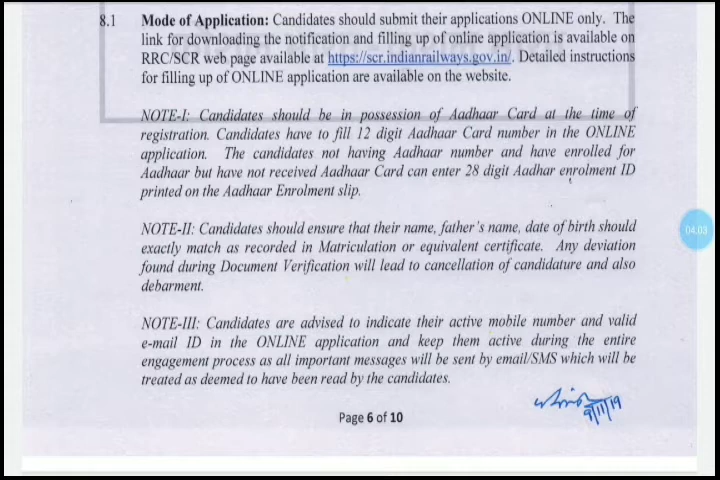 8.1 Mode of Application: Candidates should submit their applications ONLINE only. The
link for downloading the notification and filling up of online application is available on
RRC/SCR web page available at https://scr.indianrailways.gov.in/. Detailed instructions
for filling up of ONLINE application are available on the website.
NOTE-I: Candidates should be in possession of Aadhaar Card at the time of
registration. Candidates have to fill 12 digit Aadhaar Card number in the ONLINE
application. The candidates not having Aadhaar number and have enrolled for
Aadhaar but have not received Aadhaar Card can enter 28 digit Aadhar enrolment ID
printed on the Aadhaar Enrolment slip.
04:03
NOTE-II: Candidates should ensure that their name, father's name, date of birth should
exactly match as recorded in Matriculation or equivalent certificate. Any deviation
found during Document Verification will lead to cancellation of candidature and also
debarment.
NOTE-III: Candidates are advised to indicate their active mobile number and valid
e-mail ID in the ONLINE application and keep them active during the entire
engagement process as all important messages will be sent by email/SMS which will be
treated as deemed to have been read by the candidates.
9/11/19
Page 6 of 10